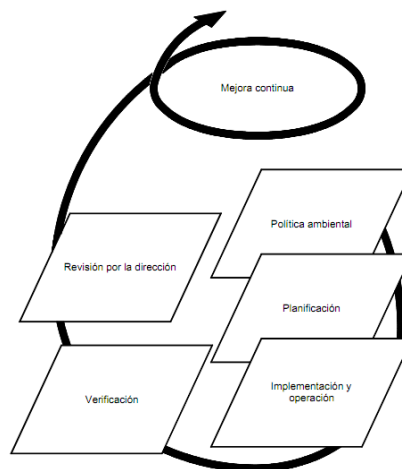 Mejora continua
Política ambiental
Revisión por la dirección
Planificación
Verificación
Implementación y
operación